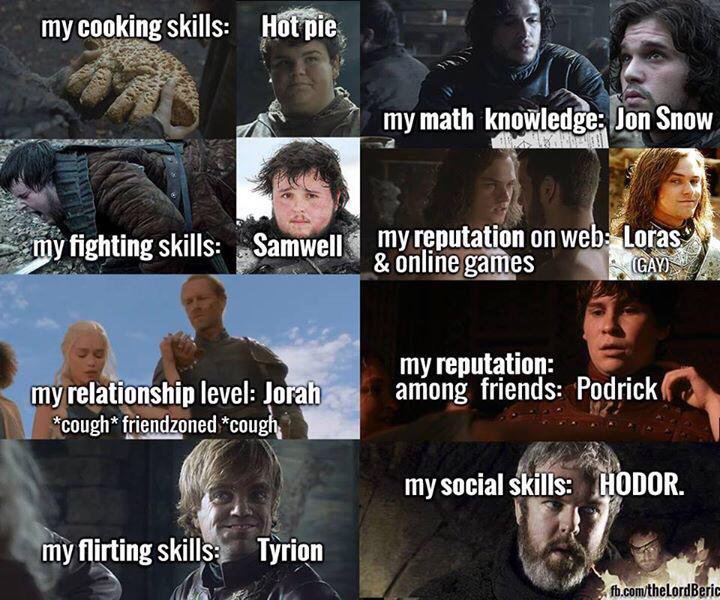 my cooking skills: Hot pie
my math knowledge: Jon Snow
my fighting skills: Samwell
my reputation on web: Loras
& online games (GAY)
my relationship level: Jorah
*cough* friendzoned *cough
my reputation:
among friends: Podrick
my flirting skills: Tyrion
my social skills: HODOR.
fb.com/theLordBeric